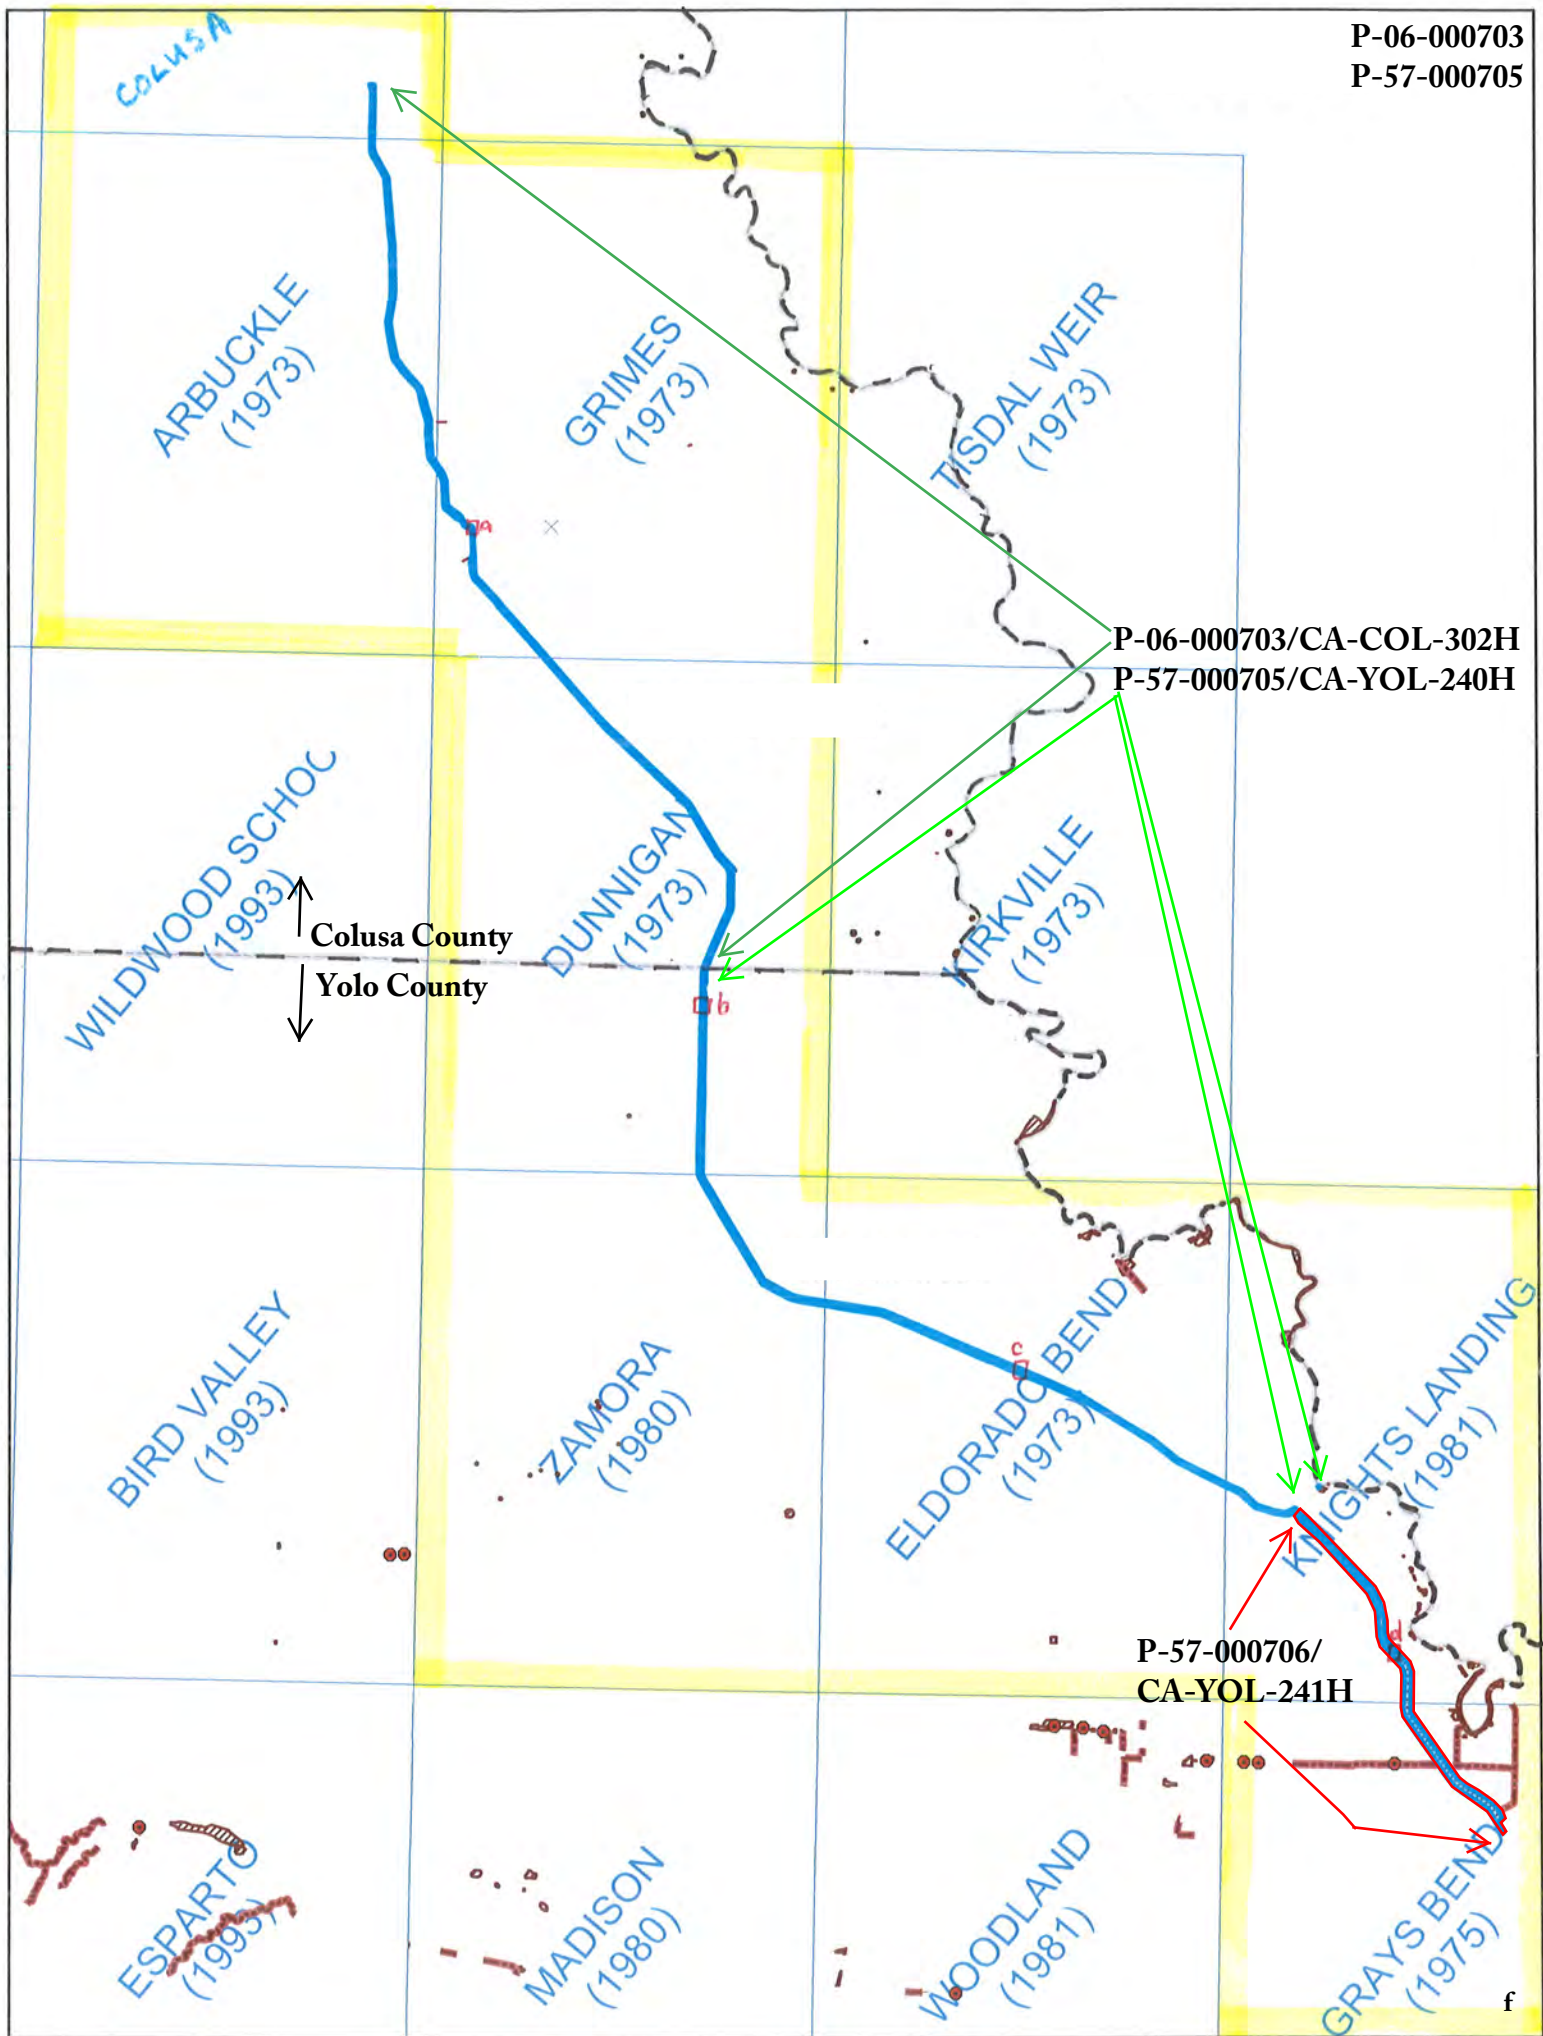 P-06-000703
P-57-000705
COLUSA
ARBUCKLE
(1973)
GRIMES
(1973)
TISDAL WEIR
(1973)
a
P-06-000703/CA-COL-302H
P-57-000705/CA-YOL-240H
WILDWOOD SCHOO
(1993)
DUNNIGAN
(1973)
KIRKVILLE
(1973)
Colusa County
Yolo County
b
BIRD VALLEY
(1993)
ZAMORA
(1980)
c
ELDORADO BEND
(1973)
KNIGHTS LANDING
(1981)
d
P-57-000706/
CA-YOL-241H
ESPARTO
(1993)
MADISON
(1980)
WOODLAND
(1981)
GRAYS BEND
(1975)
f